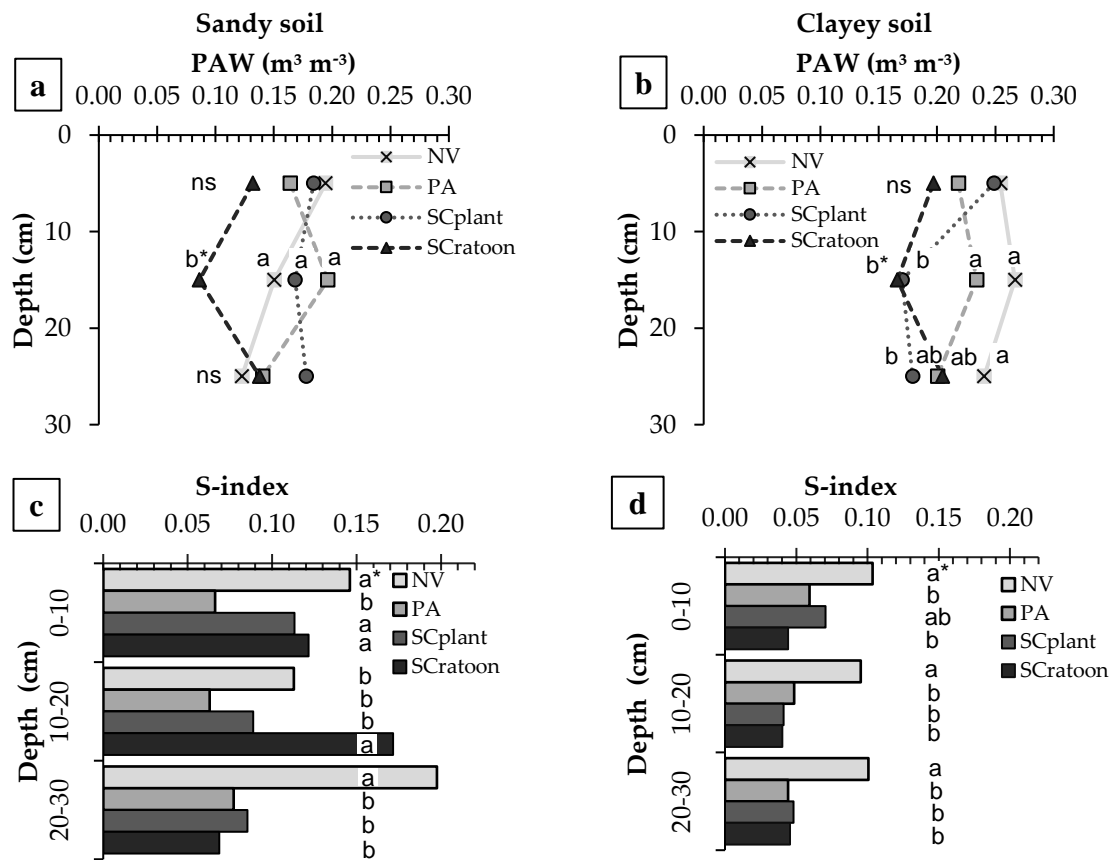 Sandy soil
PAW (m³ m⁻³)
a
0.00 0.05 0.10 0.15 0.20 0.25 0.30
0
10
20
30
Depth (cm)
NV
PA
SCplant
SCratoon
ns
b* a a a
ns
Clayey soil
PAW (m³ m⁻³)
b
0.00 0.05 0.10 0.15 0.20 0.25 0.30
0
10
20
30
Depth (cm)
NV
PA
SCplant
SCratoon
ns
b* b a a
b ab ab a
c
S-index
0.00 0.05 0.10 0.15 0.20
Depth (cm)
0-10
10-20
20-30
a*
b
a
a
b
b
b
a
a
b
b
b
NV
PA
SCplant
SCratoon
d
S-index
0.00 0.05 0.10 0.15 0.20
Depth (cm)
0-10
10-20
20-30
a*
b
ab
b
a
b
b
b
a
b
b
b
NV
PA
SCplant
SCratoon